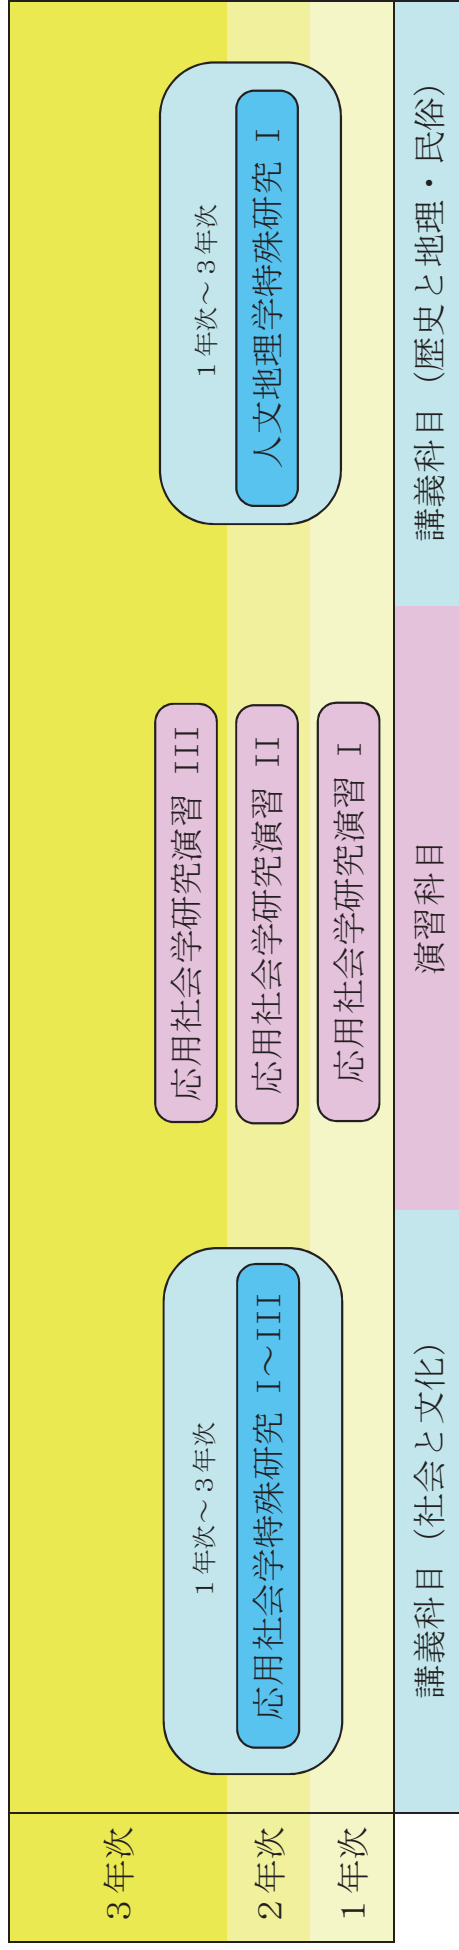 3年次
2年次
1年次
1年次～3年次
応用社会学特殊研究 I～III
応用社会学研究演習 III
応用社会学研究演習 II
応用社会学研究演習 I
1年次～3年次
人文地理学特殊研究 I
講義科目（社会と文化）
演習科目
講義科目（歴史と地理・民俗）